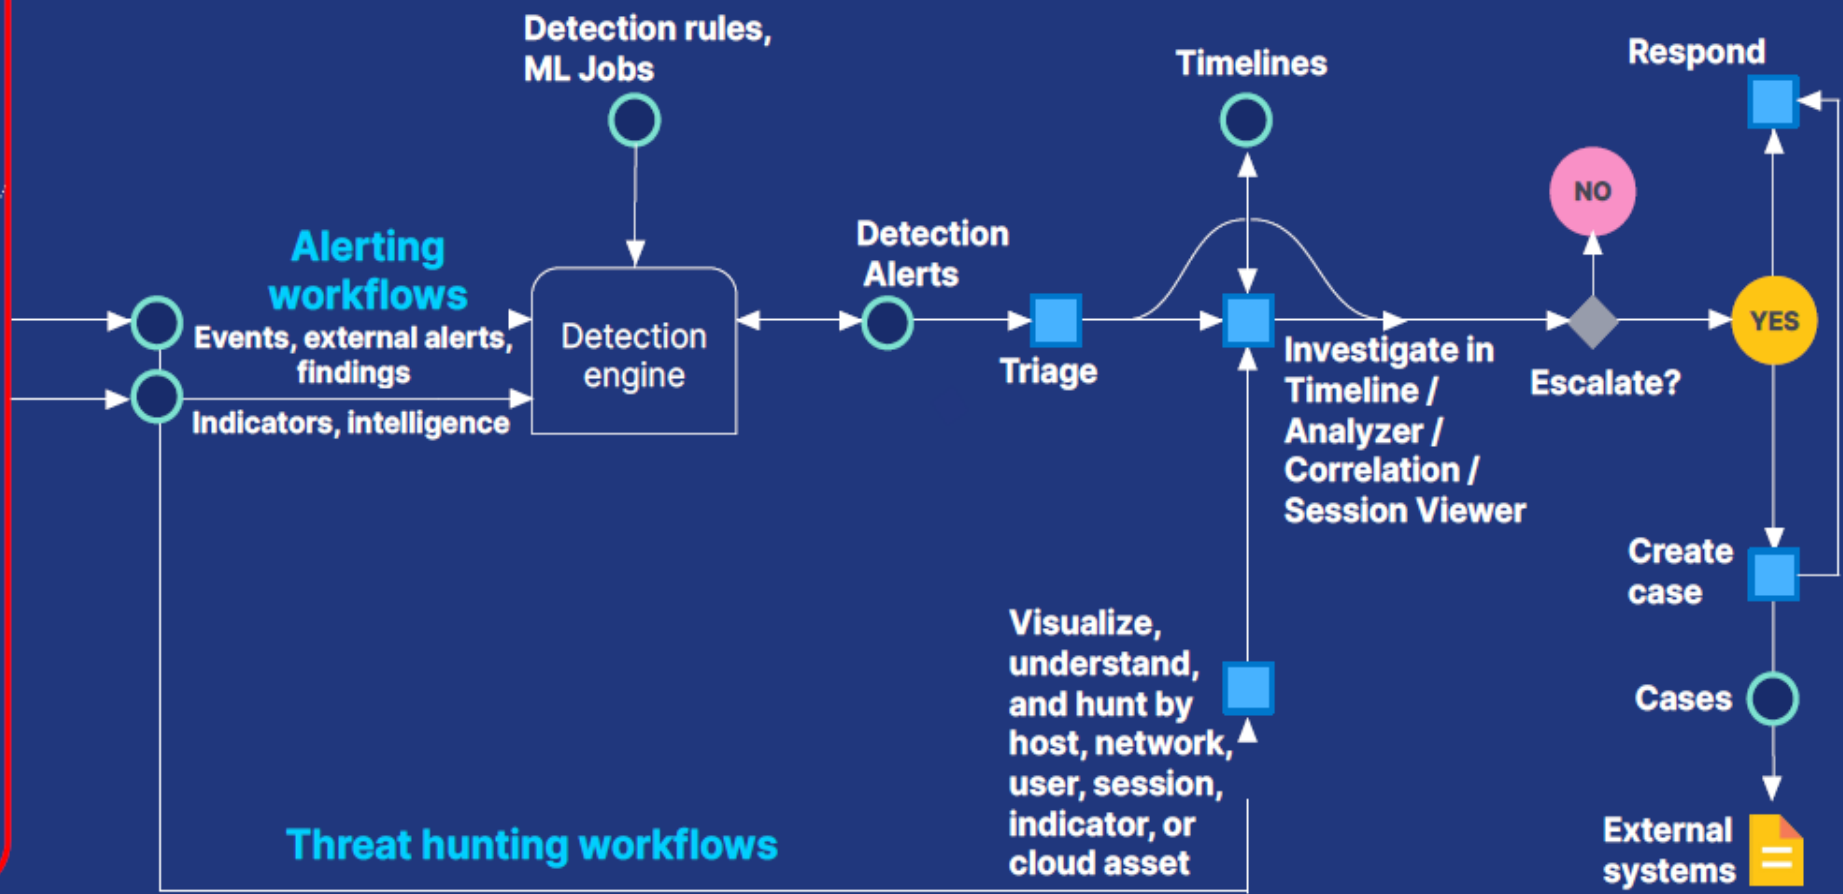 Detection rules,
ML Jobs
Timelines
Respond
NO
Alerting
workflows
Events, external alerts,
findings
Indicators, intelligence
Detection
engine
Detection
Alerts
Triage
Investigate in
Timeline /
Analyzer /
Correlation /
Session Viewer
Escalate?
YES
Create
case
Visualize,
understand,
and hunt by
host, network,
user, session,
indicator, or
cloud asset
Cases
Threat hunting workflows
External
systems